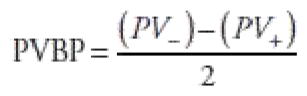 PVBP = (PV₋)−(PV₊) / 2